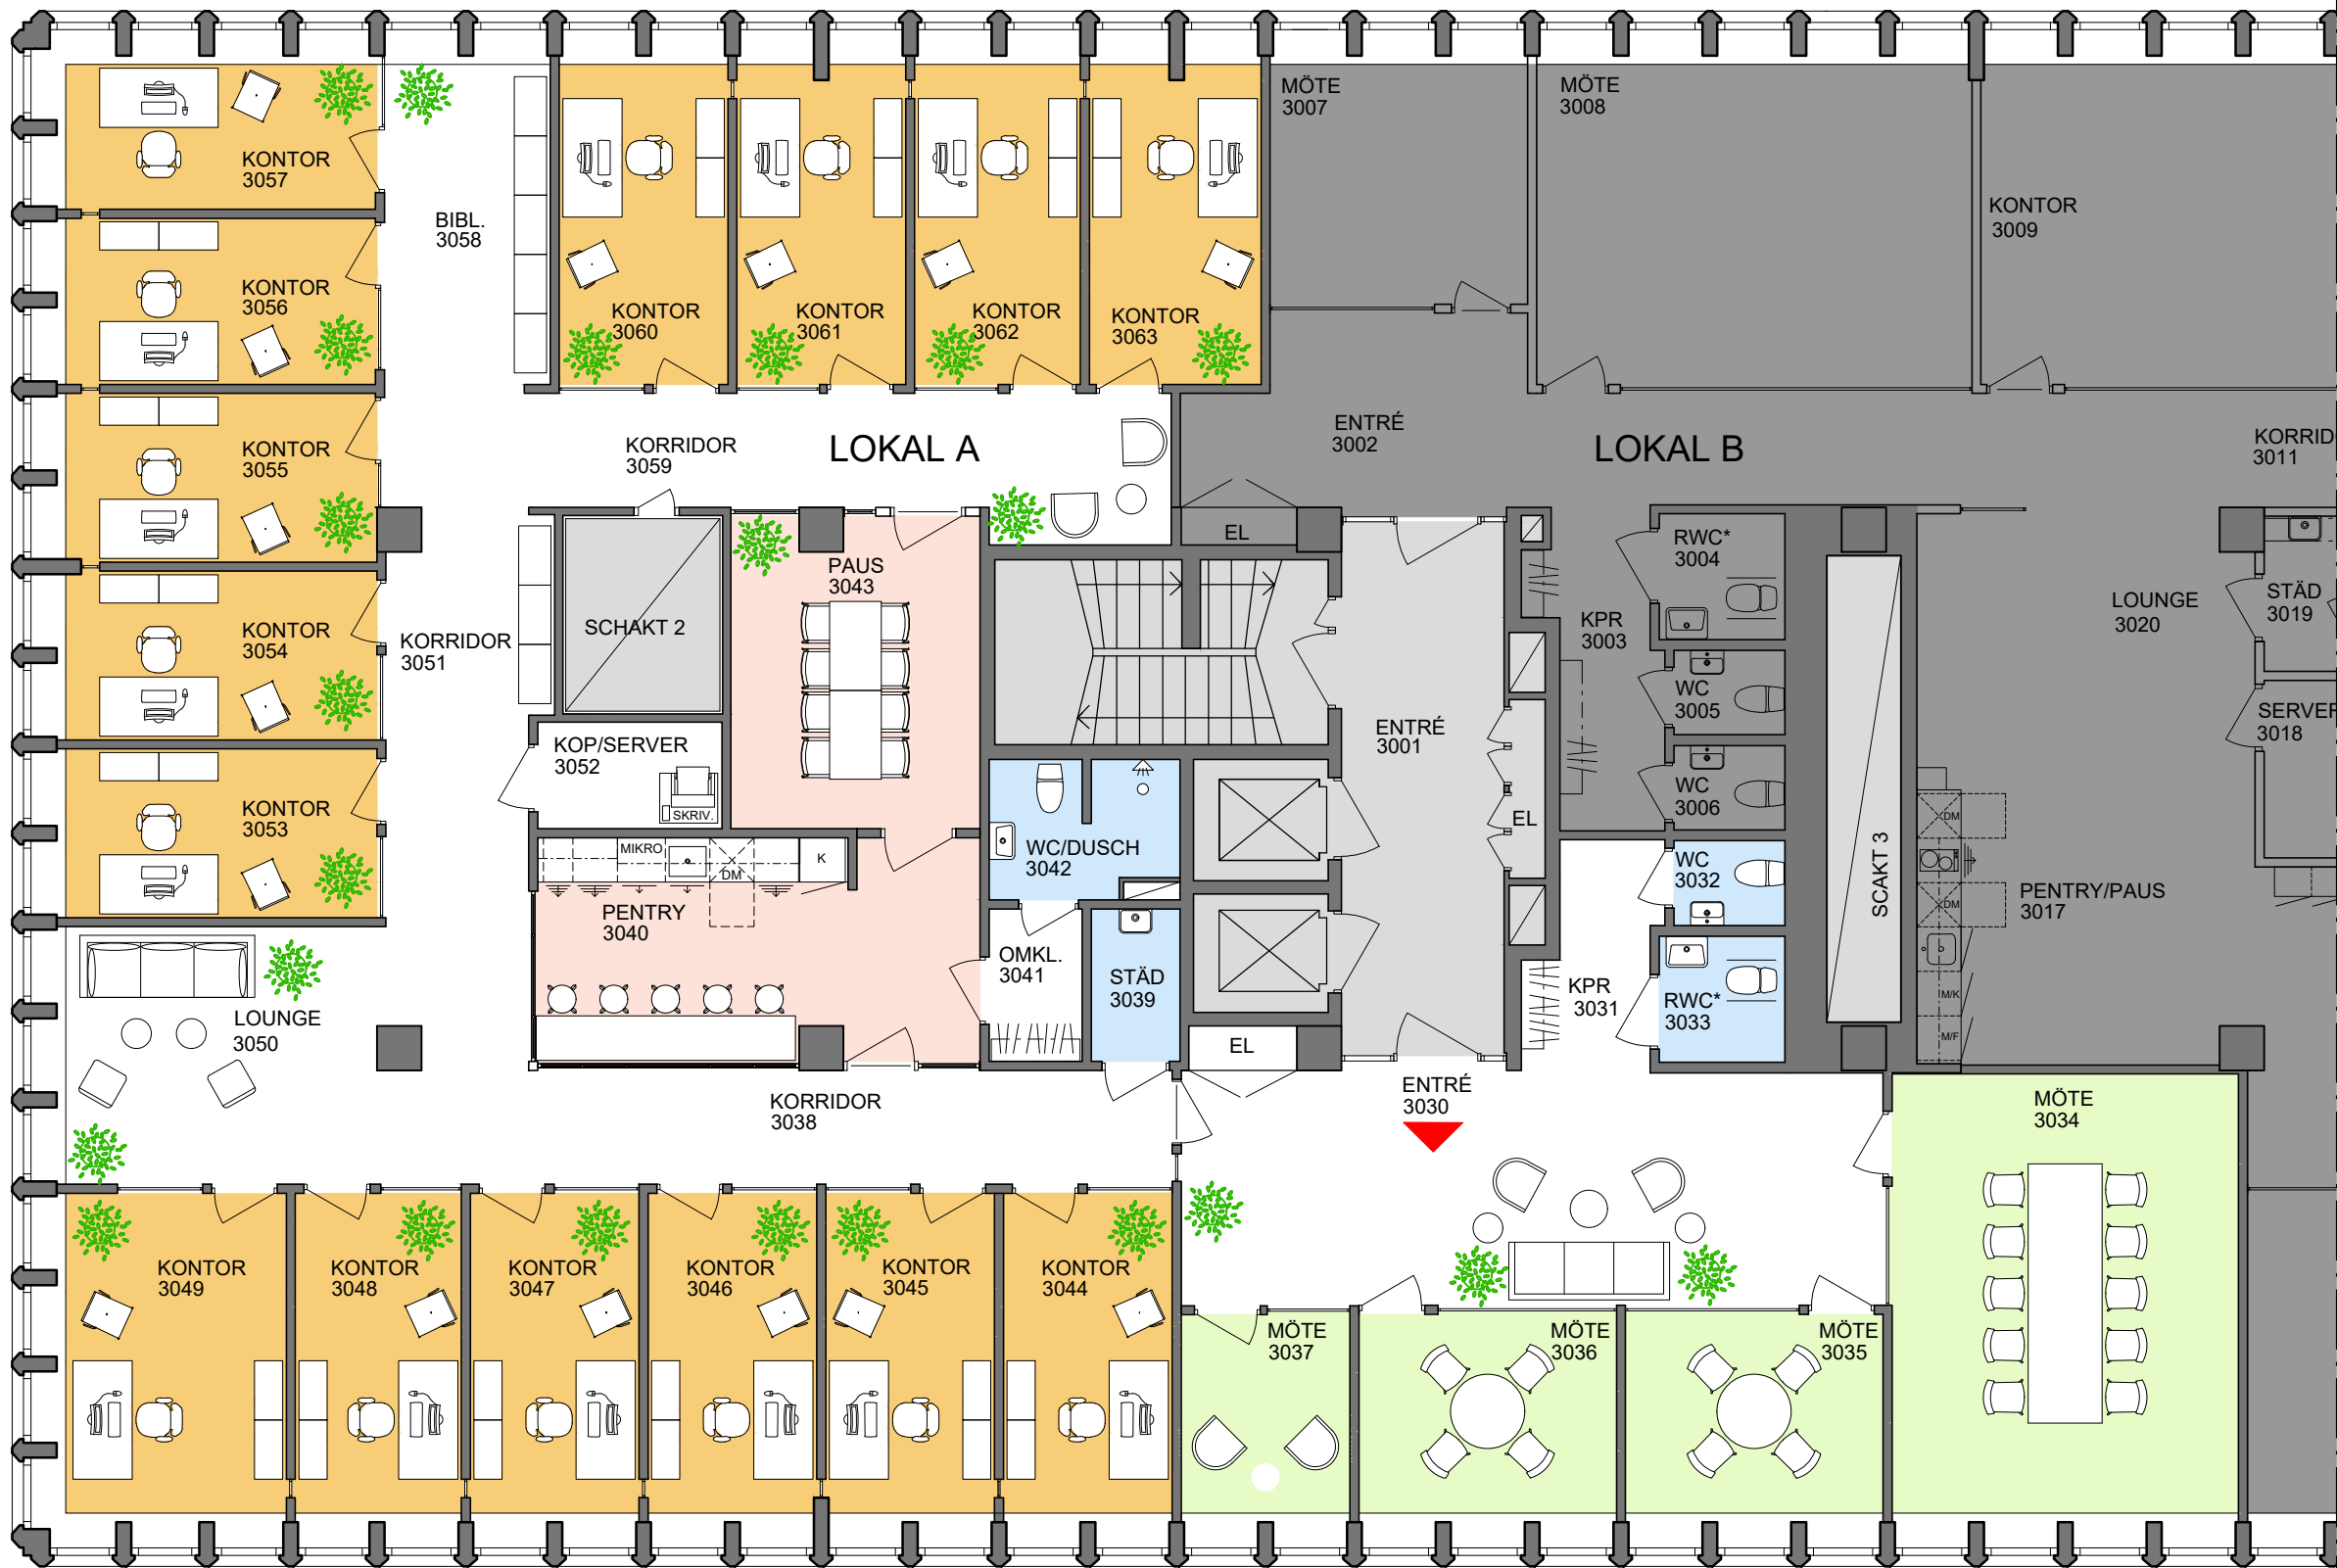 MÖTE
3007
MÖTE
3008
KONTOR
3057
KONTOR
3009
BIBL.
3058
KONTOR
3056
KONTOR
3060
KONTOR
3061
KONTOR
3062
KONTOR
3063
KONTOR
3055
KORRIDOR
3059
LOKAL A
ENTRÉ
3002
LOKAL B
KORRID
3011
EL
RWC*
3004
PAUS
3043
SCHAKT 2
KONTOR
3054
KORRIDOR
3051
KPR
3003
LOUNGE
3020
STÄD
3019
WC
3005
SERVER
3018
ENTRÉ
3001
KOP/SERVER
3052
SKRIV.
WC
3006
KONTOR
3053
EL
DM
MIKRO
DM
K
WC/DUSCH
3042
WC
3032
SCAKT 3
PENTRY/PAUS
3017
DM
PENTRY
3040
OMKL.
3041
STÄD
3039
KPR
3031
RWC*
3033
M/K
M/F
LOUNGE
3050
EL
KORRIDOR
3038
ENTRÉ
3030
MÖTE
3034
KONTOR
3049
KONTOR
3048
KONTOR
3047
KONTOR
3046
KONTOR
3045
KONTOR
3044
MÖTE
3037
MÖTE
3036
MÖTE
3035